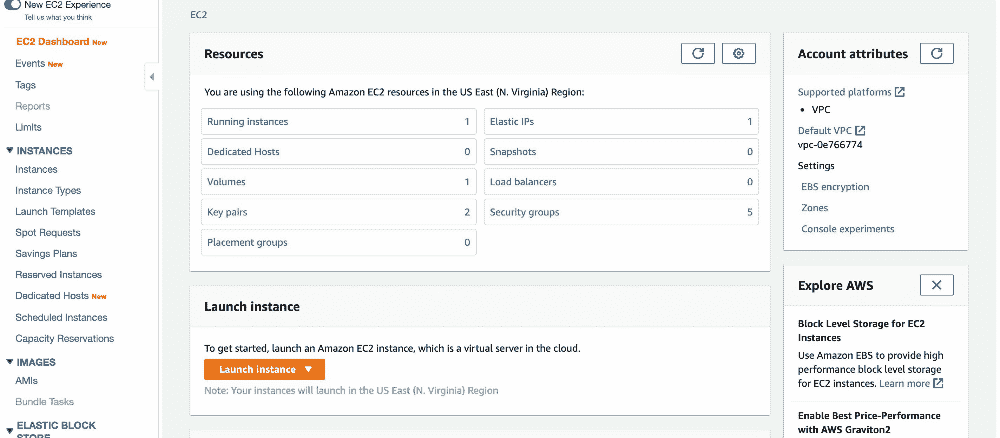 New EC2 Experience
Tell us what you think
EC2 Dashboard New
Events New
Tags
Reports
Limits
INSTANCES
Instances
Instance Types
Launch Templates
Spot Requests
Savings Plans
Reserved Instances
Dedicated Hosts New
Scheduled Instances
Capacity Reservations
IMAGES
AMIs
Bundle Tasks
ELASTIC BLOCK
STORE
EC2
Resources
You are using the following Amazon EC2 resources in the US East (N. Virginia) Region:
Running instances 1
Elastic IPs 1
Dedicated Hosts 0
Snapshots 0
Volumes 1
Load balancers 0
Key pairs 2
Security groups 5
Placement groups 0
Launch instance
To get started, launch an Amazon EC2 instance, which is a virtual server in the cloud.
Launch instance
Note: Your instances will launch in the US East (N. Virginia) Region
Account attributes
Supported platforms
• VPC
Default VPC
vpc-0e766774
Settings
EBS encryption
Zones
Console experiments
Explore AWS
Block Level Storage for EC2
Instances
Use Amazon EBS to provide high
performance block level storage
for EC2 instances. Learn more
Enable Best Price-Performance
with AWS Graviton2